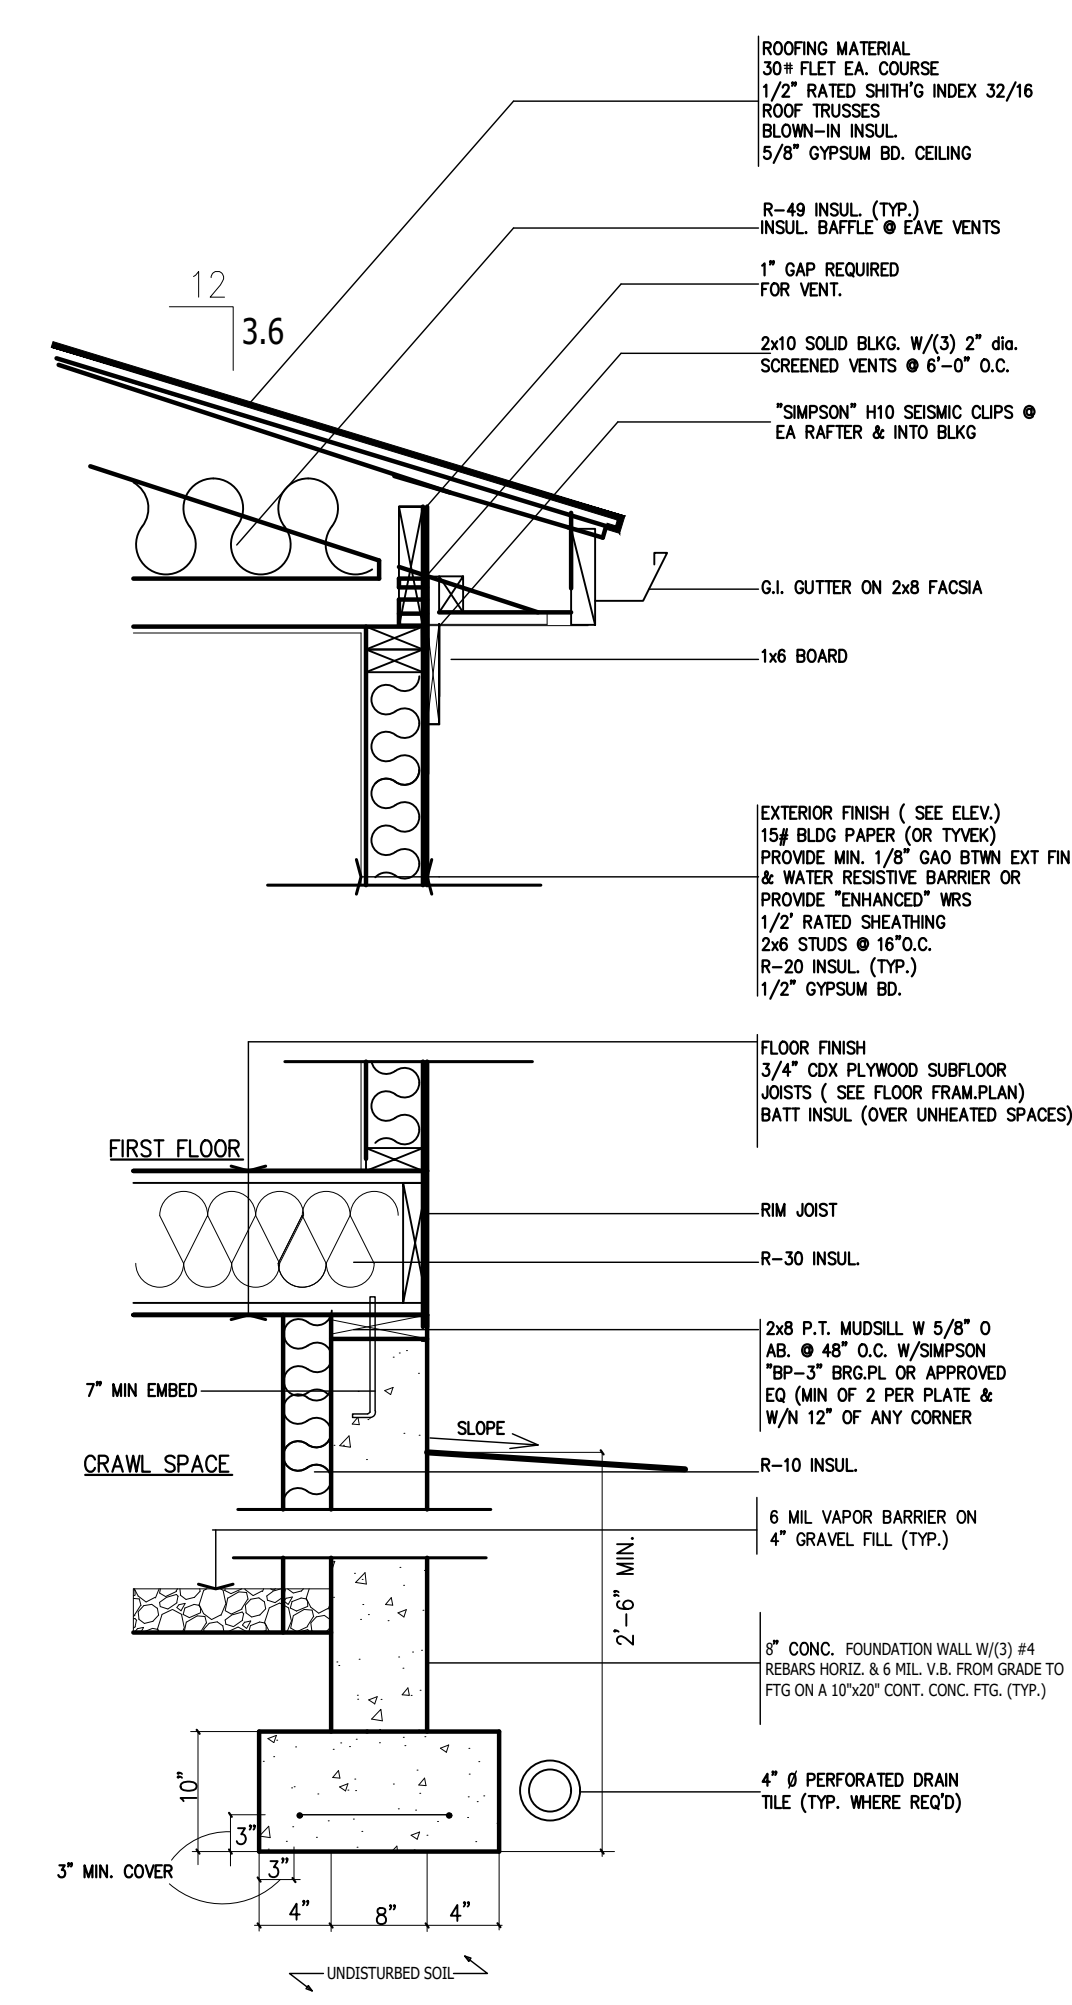 ROOFING MATERIAL
30# FLET EA. COURSE
1/2" RATED SHITH'G INDEX 32/16
ROOF TRUSSES
BLOWN-IN INSUL.
5/8" GYPSUM BD. CEILING
R-49 INSUL. (TYP.)
INSUL. BAFFLE @ EAVE VENTS
1" GAP REQUIRED
FOR VENT.
12
3.6
2x10 SOLID BLKG. W/(3) 2" dia.
SCREENED VENTS @ 6'-0" O.C.
"SIMPSON" H10 SEISMIC CLIPS @
EA RAFTER & INTO BLKG
G.I. GUTTER ON 2x8 FACSIA
1x6 BOARD
EXTERIOR FINISH ( SEE ELEV.)
15# BLDG PAPER (OR TYVEK)
PROVIDE MIN. 1/8" GAO BTWN EXT FIN
& WATER RESISTIVE BARRIER OR
PROVIDE "ENHANCED" WRS
1/2' RATED SHEATHING
2x6 STUDS @ 16"O.C.
R-20 INSUL. (TYP.)
1/2" GYPSUM BD.
FLOOR FINISH
3/4" CDX PLYWOOD SUBFLOOR
JOISTS ( SEE FLOOR FRAM.PLAN)
BATT INSUL (OVER UNHEATED SPACES)
FIRST FLOOR
RIM JOIST
R-30 INSUL.
2x8 P.T. MUDSILL W 5/8" O
AB. @ 48" O.C. W/SIMPSON
"BP-3" BRG.PL OR APPROVED
EQ (MIN OF 2 PER PLATE &
W/N 12" OF ANY CORNER
7" MIN EMBED
SLOPE
CRAWL SPACE
R-10 INSUL.
6 MIL VAPOR BARRIER ON
4" GRAVEL FILL (TYP.)
2'-6" MIN.
8" CONC. FOUNDATION WALL W/(3) #4
REBARS HORIZ. & 6 MIL. V.B. FROM GRADE TO
FTG ON A 10"x20" CONT. CONC. FTG. (TYP.)
10"
4" Ø PERFORATED DRAIN
TILE (TYP. WHERE REQ'D)
3"
3" MIN. COVER
3"
4"
8"
4"
UNDISTURBED SOIL